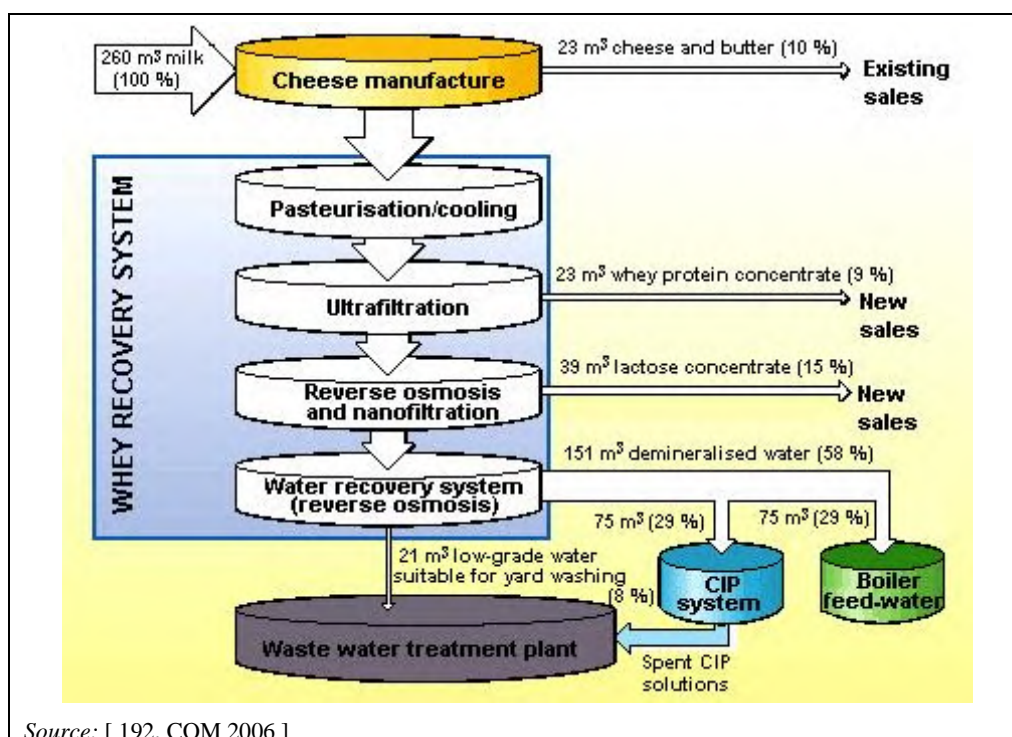 260 m³ milk
(100 %)
Cheese manufacture
23 m³ cheese and butter (10 %)
Existing
sales
WHEY RECOVERY SYSTEM
Pasteurisation/cooling
Ultrafiltration
23 m³ whey protein concentrate (9 %)
New
sales
Reverse osmosis
and nanofiltration
39 m³ lactose concentrate (15 %)
New
sales
Water recovery system
(reverse osmosis)
151 m³ demineralised water (58 %)
75 m³ (29 %)
75 m³ (29 %)
21 m³ low-grade water
suitable for yard washing
(8 %)
CIP
system
Boiler
feed-water
Waste water treatment plant
Spent CIP
solutions
Source: [ 192, COM 2006 ]